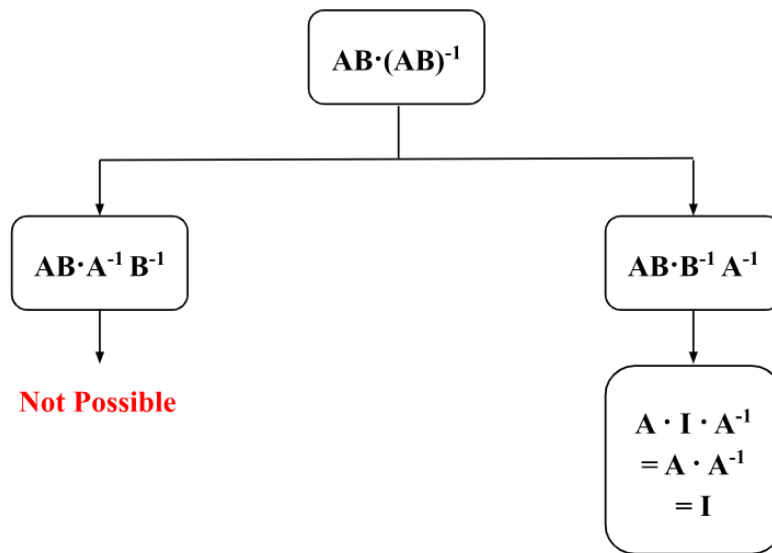 AB·(AB)⁻¹
AB·A⁻¹ B⁻¹
AB·B⁻¹ A⁻¹
Not Possible
A · I · A⁻¹
= A · A⁻¹
= I